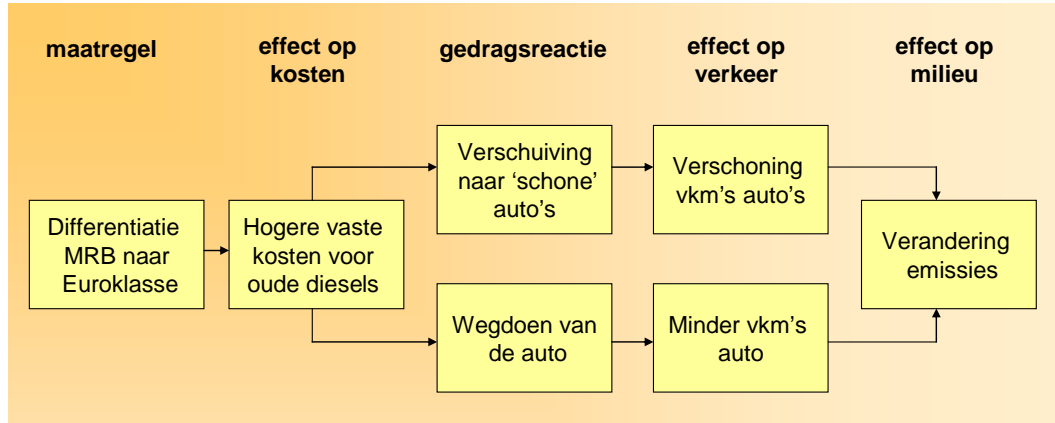 maatregel
effect op
kosten
gedragsreactie
effect op
verkeer
effect op
milieu
Differentiatie
MRB naar
Euroklasse
Hogere vaste
kosten voor
oude diesels
Verschuiving
naar ‘schone’
auto’s
Verschoning
vkm’s auto’s
Wegdoen van
de auto
Minder vkm’s
auto
Verandering
emissies